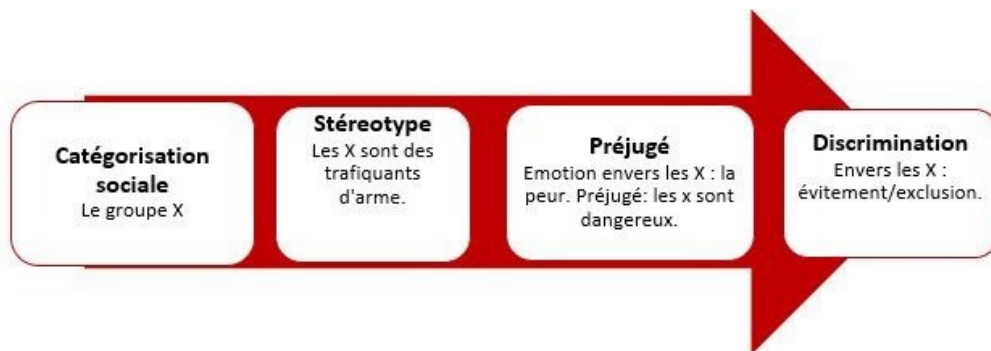 Catégorisation
sociale
Le groupe X
Stéreotype
Les X sont des
trafiquants
d'arme.
Préjugé
Emotion envers les X : la
peur. Préjugé: les x sont
dangereux.
Discrimination
Envers les X :
évitement/exclusion.